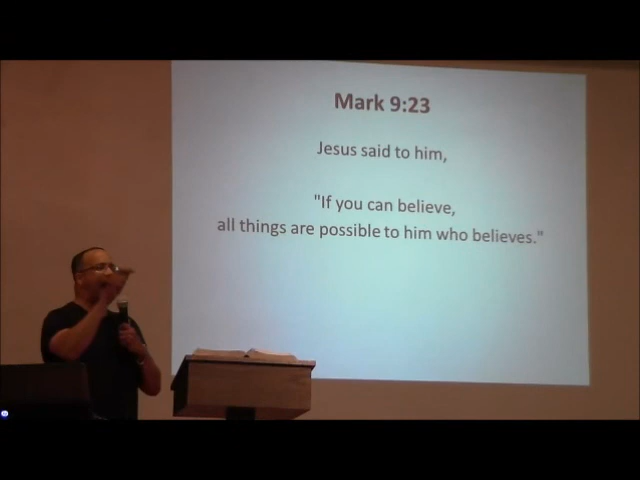 Mark 9:23
Jesus said to him,
"If you can believe,
all things are possible to him who believes."